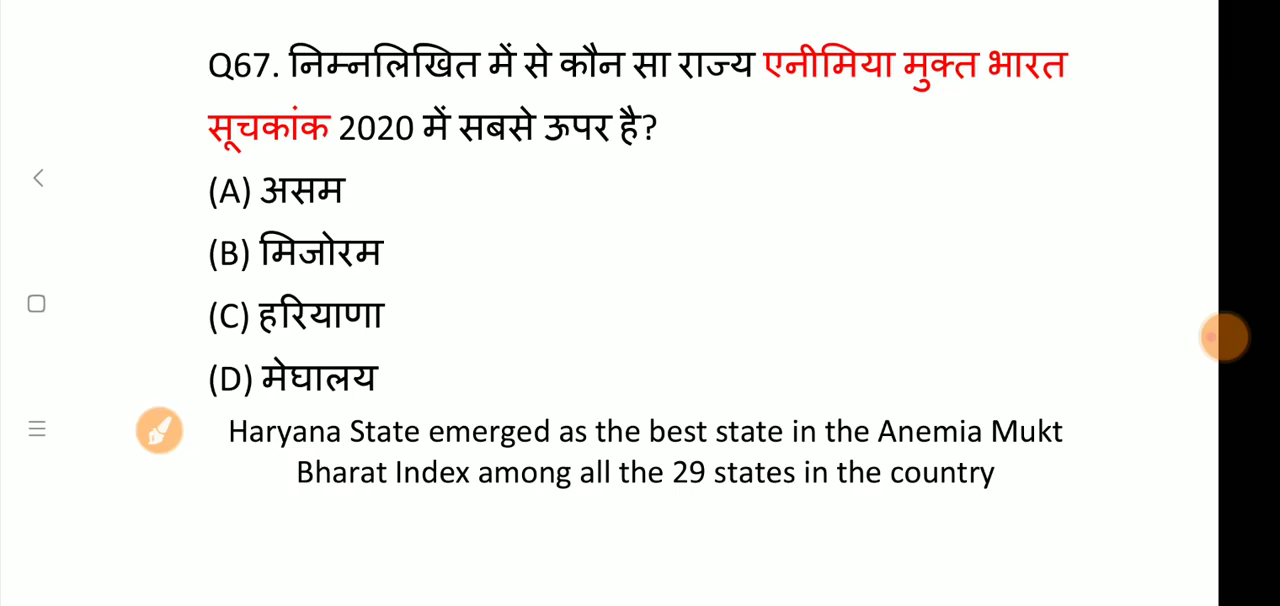 Q67. निम्नलिखित में से कौन सा राज्य एनीमिया मुक्त भारत
सूचकांक 2020 में सबसे ऊपर है?
(A) असम
(B) मिजोरम
(C) हरियाणा
(D) मेघालय
Haryana State emerged as the best state in the Anemia Mukt
Bharat Index among all the 29 states in the country